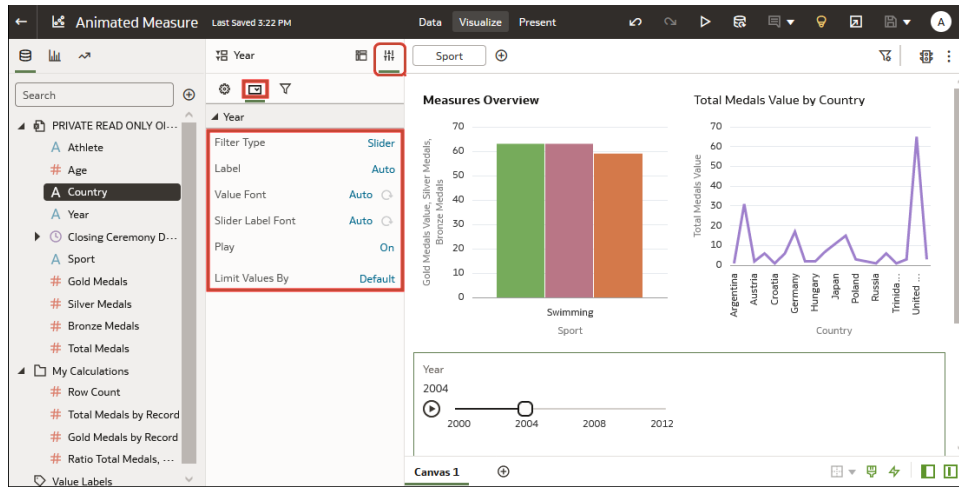 Animated Measure Last Saved 3:22 PM Data Visualize Present A
Year Sport
Search
PRIVATE READ ONLY Ol...
A Athlete
# Age
A Country
A Year
Closing Ceremony D...
A Sport
# Gold Medals
# Silver Medals
# Bronze Medals
# Total Medals
My Calculations
# Row Count
# Total Medals by Record
# Gold Medals by Record
# Ratio Total Medals, ...
Value Labels
Year
Filter Type Slider
Label Auto
Value Font Auto
Slider Label Font Auto
Play On
Limit Values By Default
Measures Overview
Gold Medals Value, Silver Medals,
Bronze Medals
70
60
50
40
30
20
10
0
Swimming
Sport
Total Medals Value by Country
Total Medals Value
70
60
50
40
30
20
10
0
Argentina
Austria
Croatia
Germany
Hungary
Japan
Poland
Russia
Trinida...
United ...
Country
Year
2004
2000 2004 2008 2012
Canvas 1